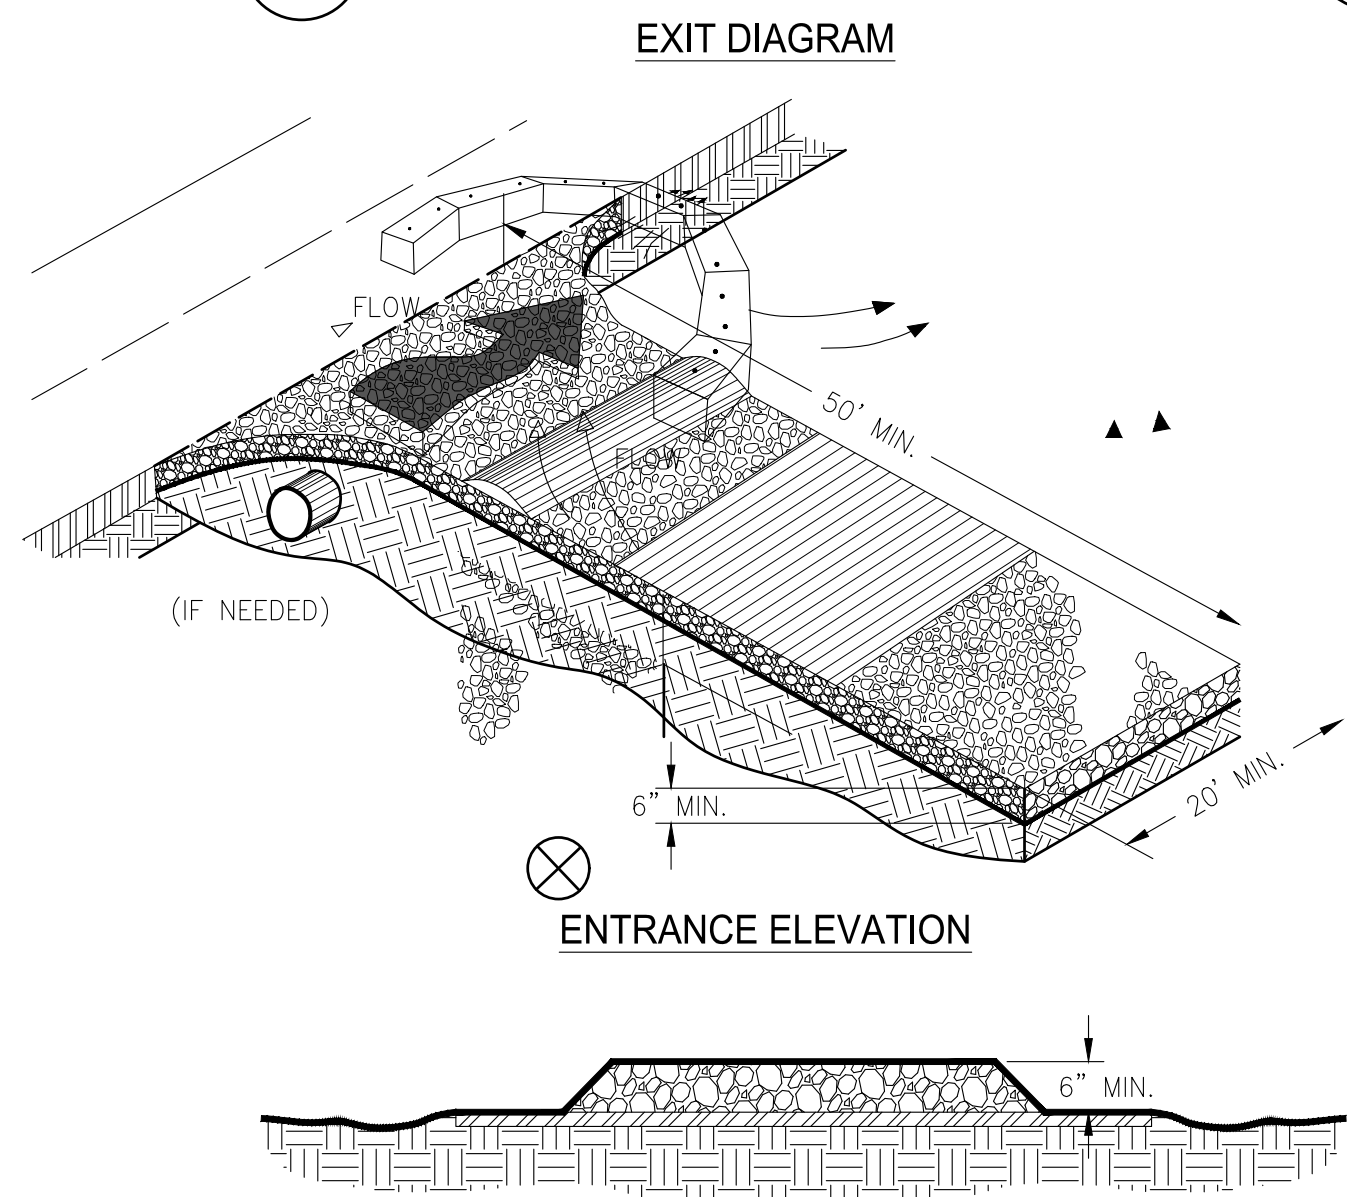 EXIT DIAGRAM
FLOW
50' MIN.
FLOW
(IF NEEDED)
6” MIN.
20' MIN.
ENTRANCE ELEVATION
6” MIN.